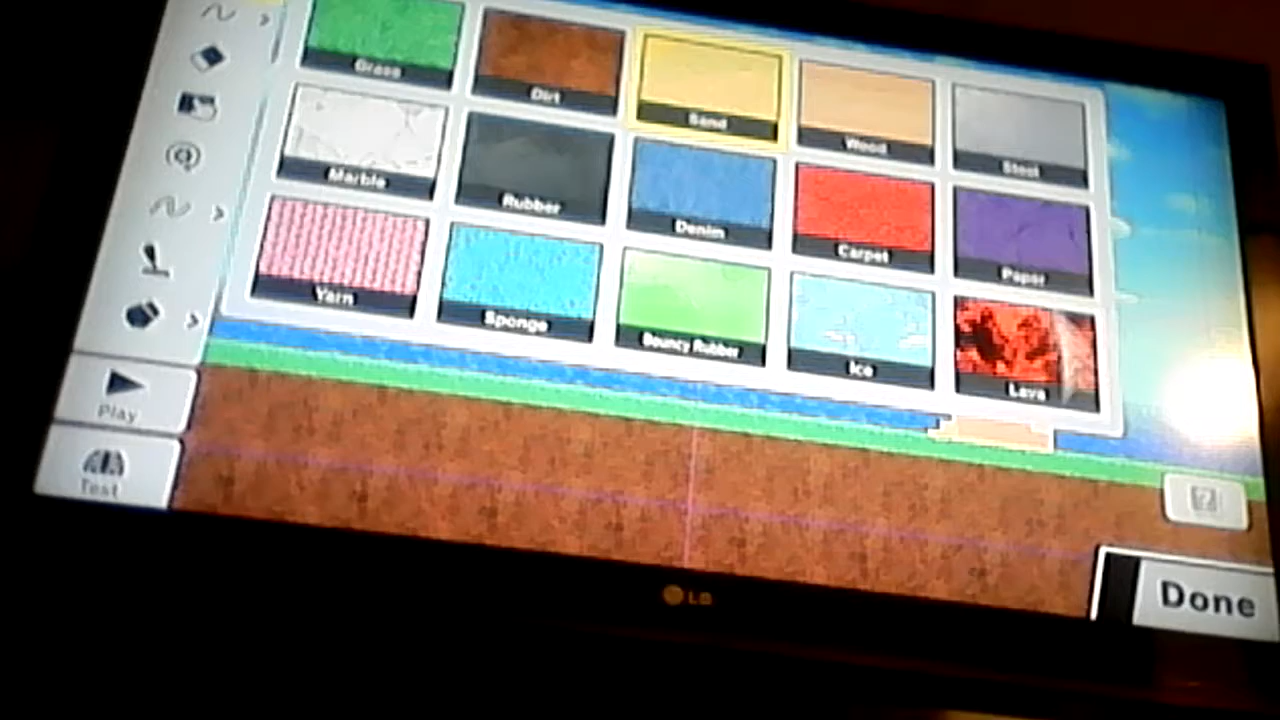 Grass
Dirt
Sand
Wood
Steel
Marble
Rubber
Denim
Carpet
Paper
Yarn
Sponge
Bouncy Rubber
Ice
Lava
Play
Test
?
Done
LG